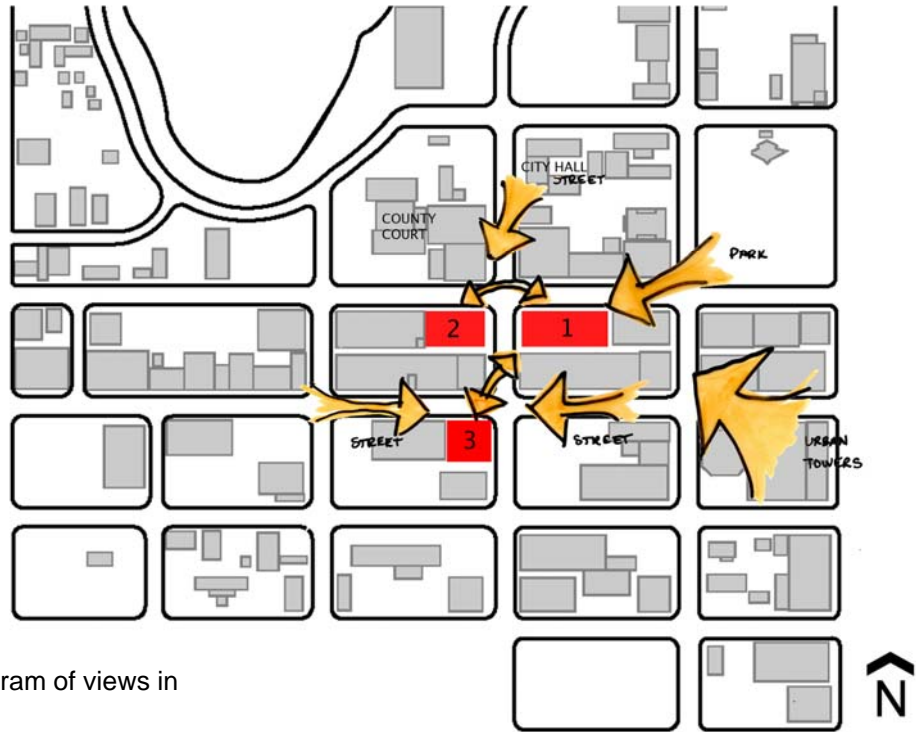 CITY HALL
STREET
COUNTY
COURT
PARK
2
1
STREET
3
STREET
URBAN
TOWERS
ram of views in
N